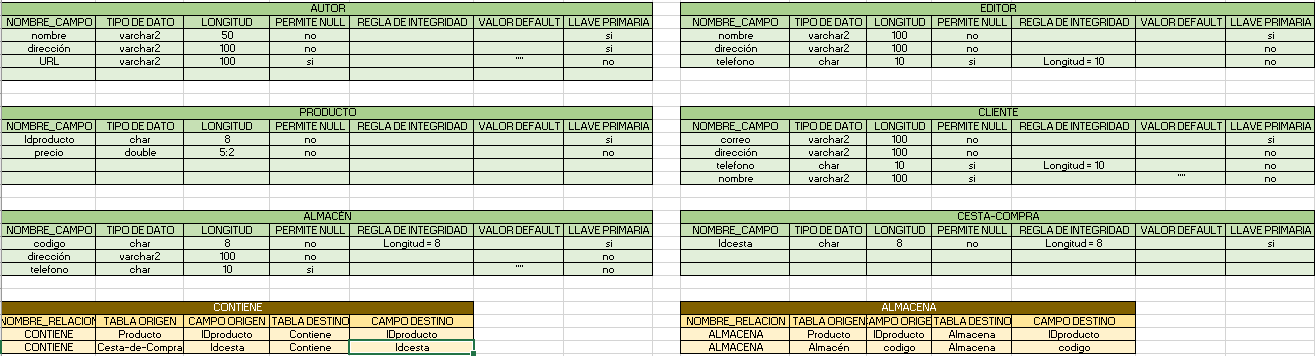 AUTOR
NOMBRE_CAMPO TIPO DE DATO LONGITUD PERMITE NULL REGLA DE INTEGRIDAD VALOR DEFAULT LLAVE PRIMARIA
nombre varchar2 50 no si
dirección varchar2 100 no si
URL varchar2 100 si "" no
EDITOR
NOMBRE_CAMPO TIPO DE DATO LONGITUD PERMITE NULL REGLA DE INTEGRIDAD VALOR DEFAULT LLAVE PRIMARIA
nombre varchar2 100 no si
dirección varchar2 100 no no
telefono char 10 si Longitud = 10 no
PRODUCTO
NOMBRE_CAMPO TIPO DE DATO LONGITUD PERMITE NULL REGLA DE INTEGRIDAD VALOR DEFAULT LLAVE PRIMARIA
Idproducto char 8 no si
precio double 5:2 no no
CLIENTE
NOMBRE_CAMPO TIPO DE DATO LONGITUD PERMITE NULL REGLA DE INTEGRIDAD VALOR DEFAULT LLAVE PRIMARIA
correo varchar2 100 no si
dirección varchar2 100 no no
telefono char 10 si Longitud = 10 no
nombre varchar2 100 si "" no
ALMACÉN
NOMBRE_CAMPO TIPO DE DATO LONGITUD PERMITE NULL REGLA DE INTEGRIDAD VALOR DEFAULT LLAVE PRIMARIA
codigo char 8 no Longitud = 8 si
dirección varchar2 100 no no
telefono char 10 si "" no
CESTA-COMPRA
NOMBRE_CAMPO TIPO DE DATO LONGITUD PERMITE NULL REGLA DE INTEGRIDAD VALOR DEFAULT LLAVE PRIMARIA
Idcesta char 8 no Longitud = 8 si
CONTIENE
NOMBRE_RELACION TABLA ORIGEN CAMPO ORIGEN TABLA DESTINO CAMPO DESTINO
CONTIENE Producto IDproducto Contiene IDproducto
CONTIENE Cesta-de-Compra Idcesta Contiene Idcesta
ALMACENA
NOMBRE_RELACION TABLA ORIGEN CAMPO ORIGEN TABLA DESTINO CAMPO DESTINO
ALMACENA Producto IDproducto Almacena IDproducto
ALMACENA Almacén codigo Almacena codigo